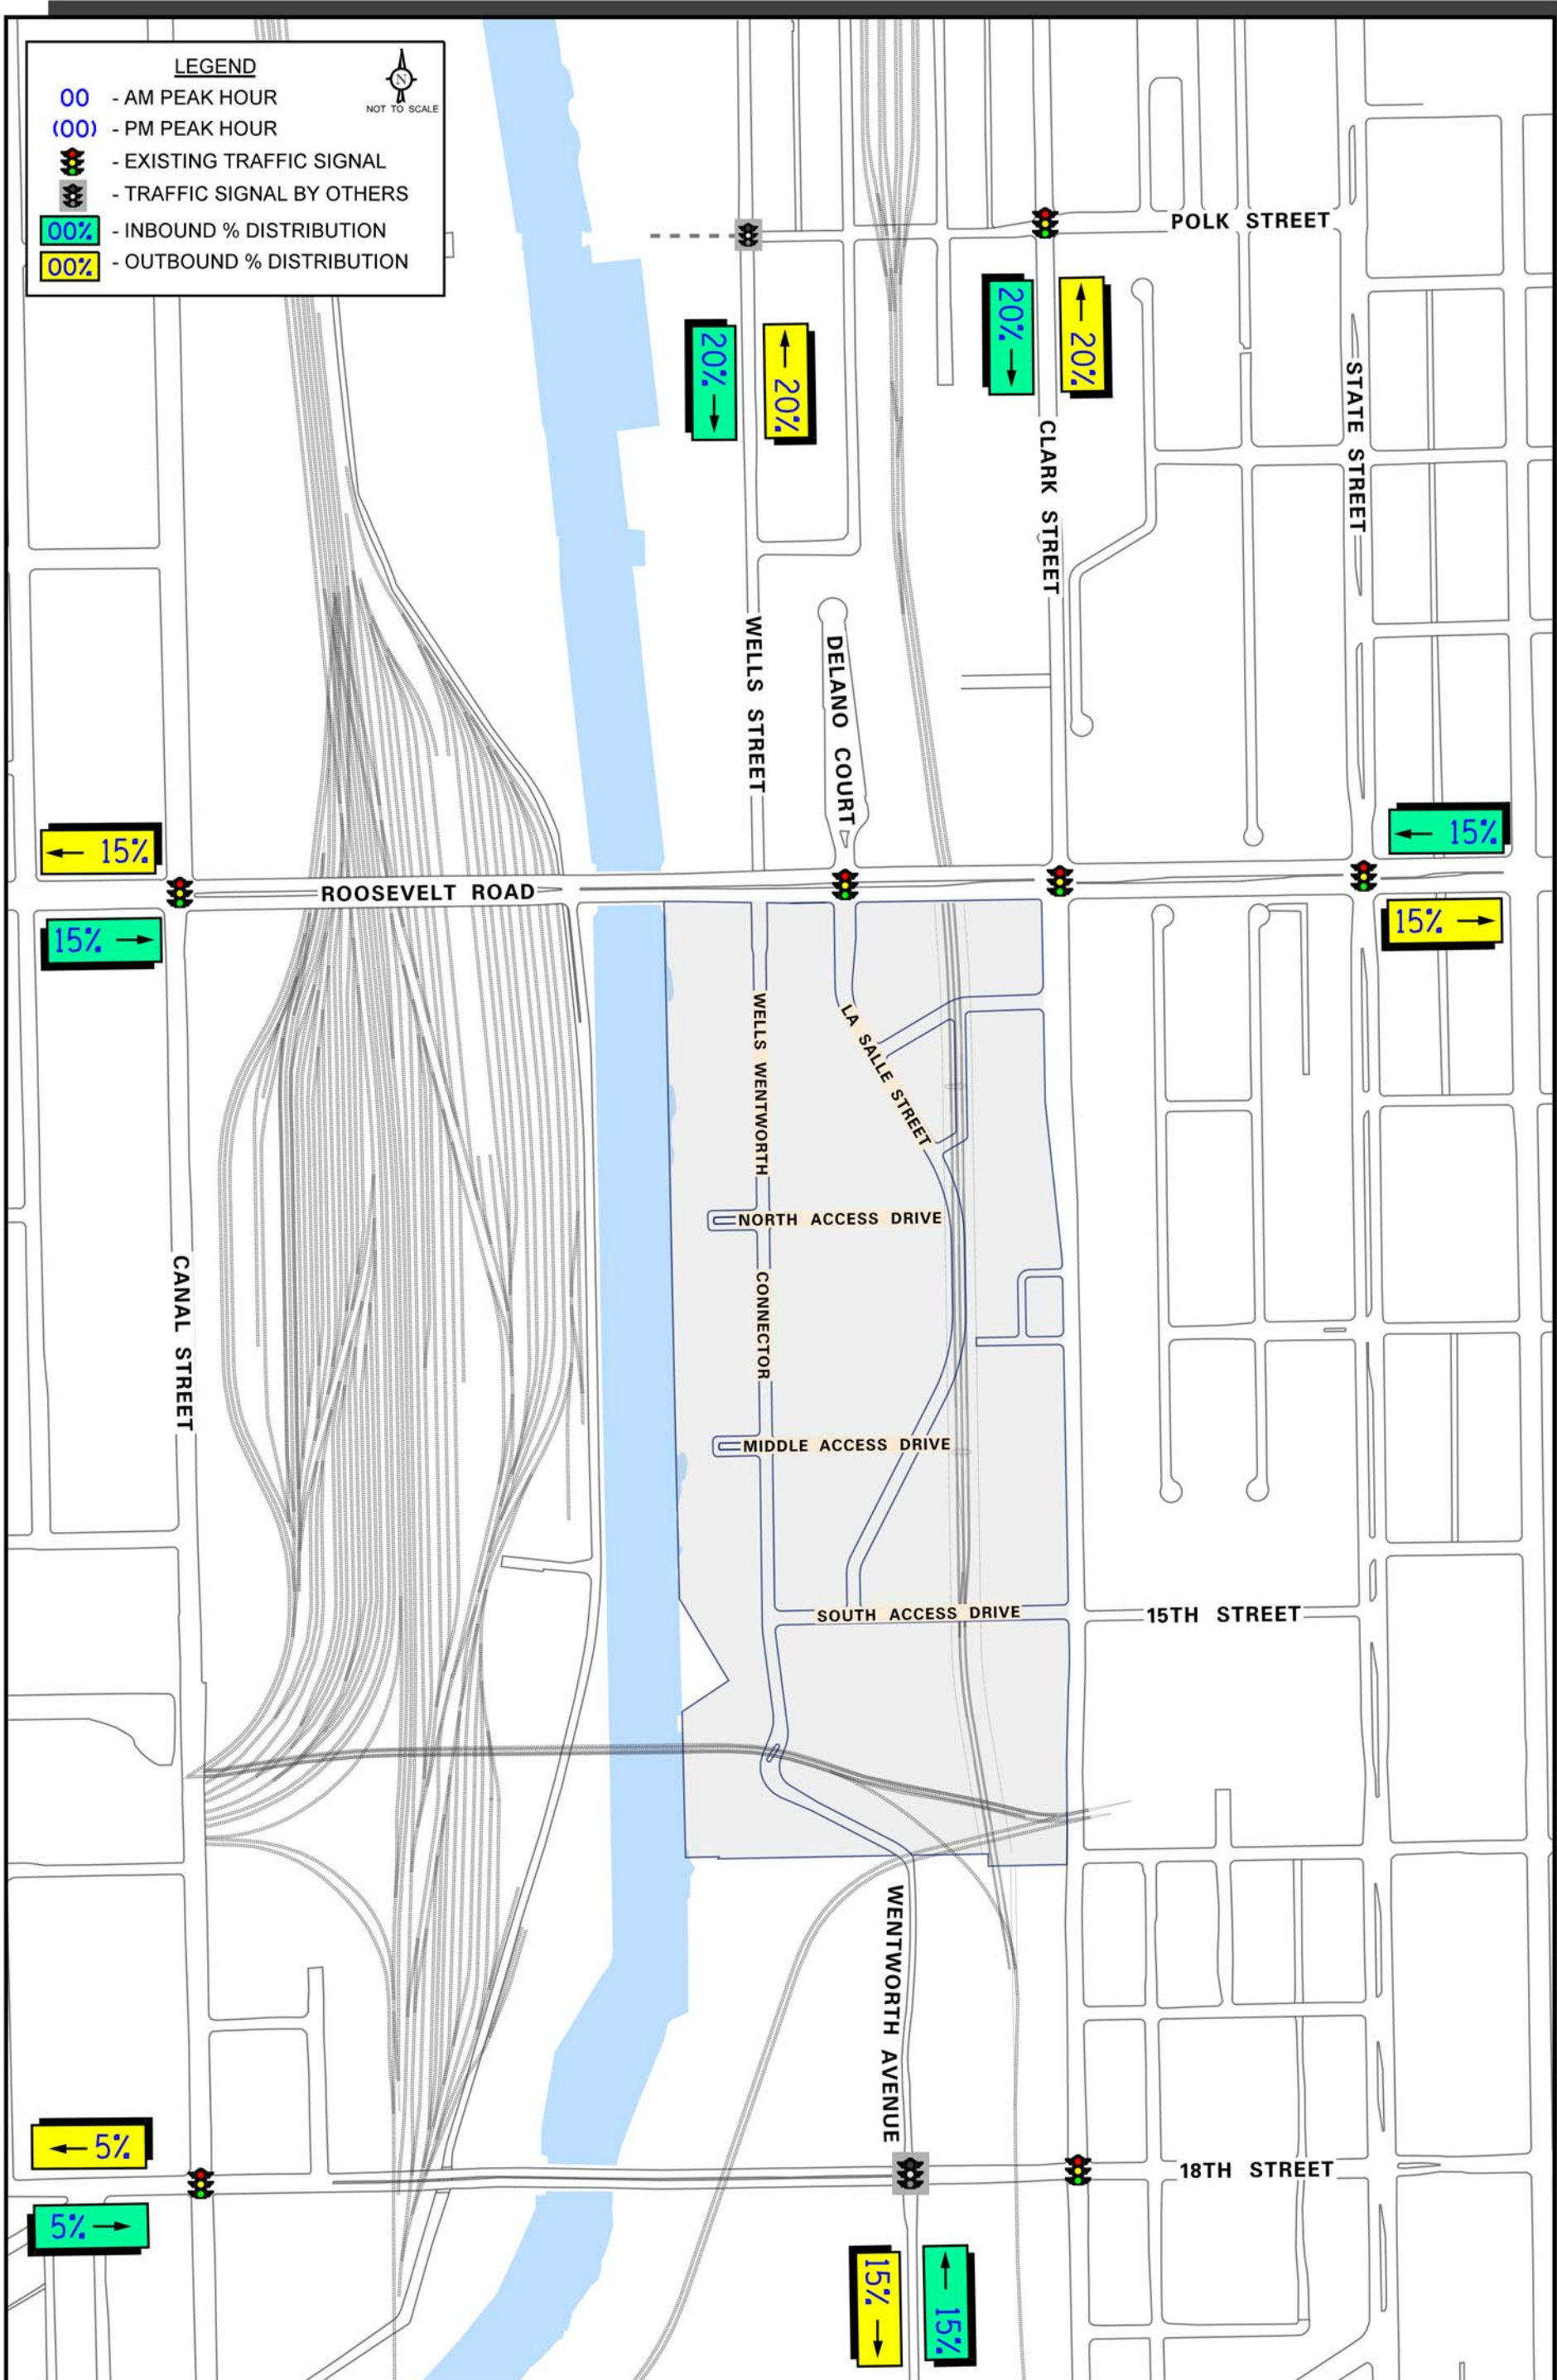 LEGEND
N
NOT TO SCALE
00 - AM PEAK HOUR
(00) - PM PEAK HOUR
- EXISTING TRAFFIC SIGNAL
- TRAFFIC SIGNAL BY OTHERS
00% - INBOUND % DISTRIBUTION
00% - OUTBOUND % DISTRIBUTION
POLK STREET
20% →
← 20%
20% →
← 20%
STATE STREET
CLARK STREET
WELLS STREET
DELANO COURT
← 15%
← 15%
ROOSEVELT ROAD
15% →
15% →
WELLS WENTWORTH
LA SALLE STREET
NORTH ACCESS DRIVE
CANAL STREET
CONNECTOR
MIDDLE ACCESS DRIVE
SOUTH ACCESS DRIVE
15TH STREET
WENTWORTH AVENUE
← 5%
18TH STREET
5% →
15% →
← 15%